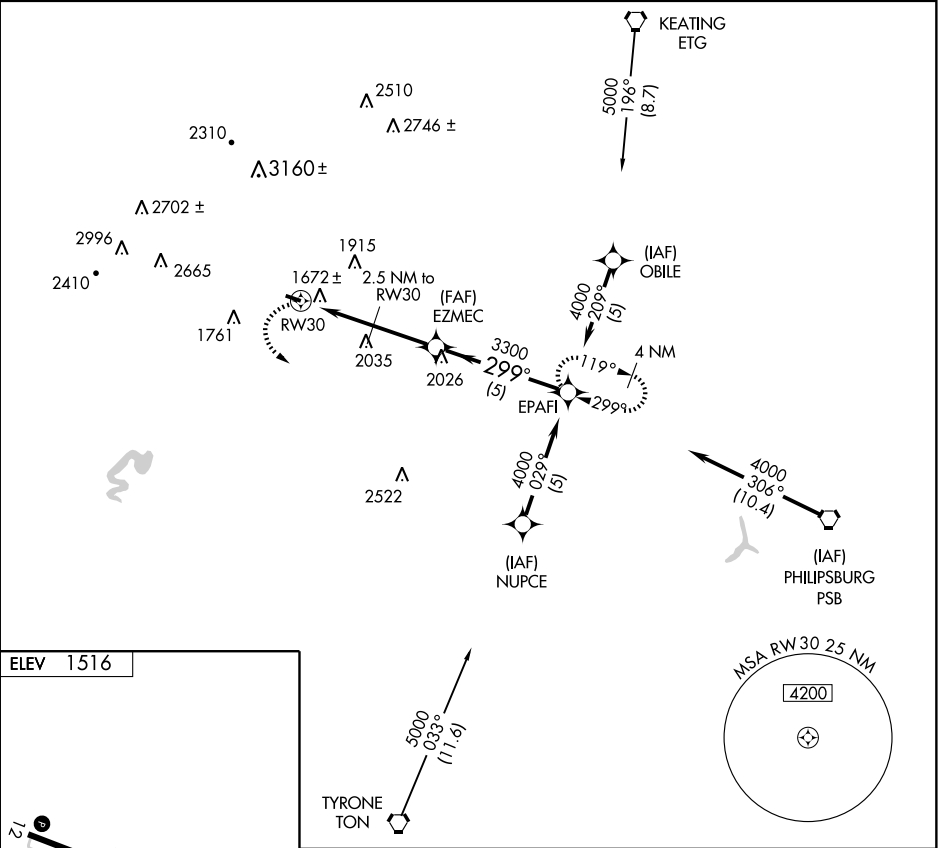 KEATING
ETG
5000
196°
(8.7)
2510
2746 ±
2310
3160 ±
2702 ±
2996
2665
2410
1915
1672 ±
2.5 NM to
RW30
(FAF)
EZMEC
RW30
1761
2035
2026
3300
299°
(5)
(IAF)
OBILE
4000
209°
(5)
119°
4 NM
299°
EPAFI
4000
029°
(5)
2522
(IAF)
NUPCE
4000
306°
(10.4)
(IAF)
PHILIPSBURG
PSB
ELEV 1516
MSA RW30 25 NM
4200
5000
033°
(11.6)
TYRONE
TON
12
P